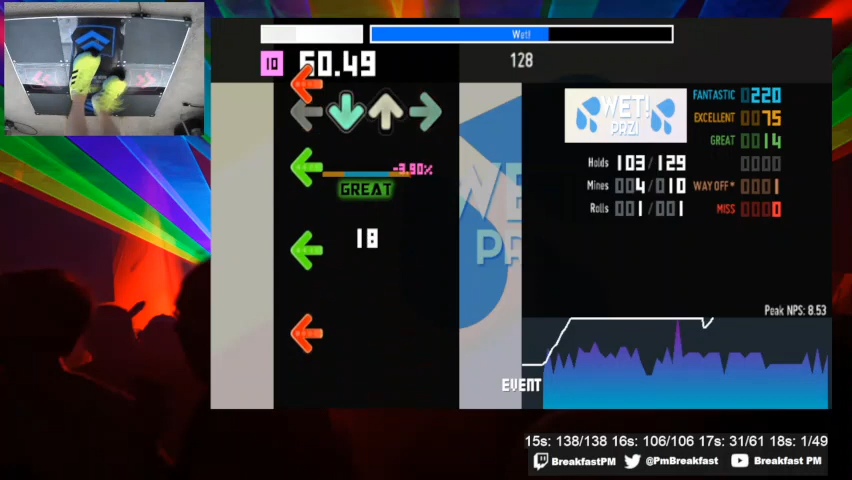 Wet!
10
60.49
128
WET!
PAZ!
FANTASTIC 0220
EXCELLENT 0075
GREAT 0014
0000
WAY OFF* 0001
MISS 0000
Holds 103/129
Mines 004/010
Rolls 001/001
-3.90%
GREAT
18
Peak NPS: 8.53
EVENT
15s: 138/138 16s: 106/106 17s: 31/61 18s: 1/49
BreakfastPM @PmBreakfast Breakfast PM